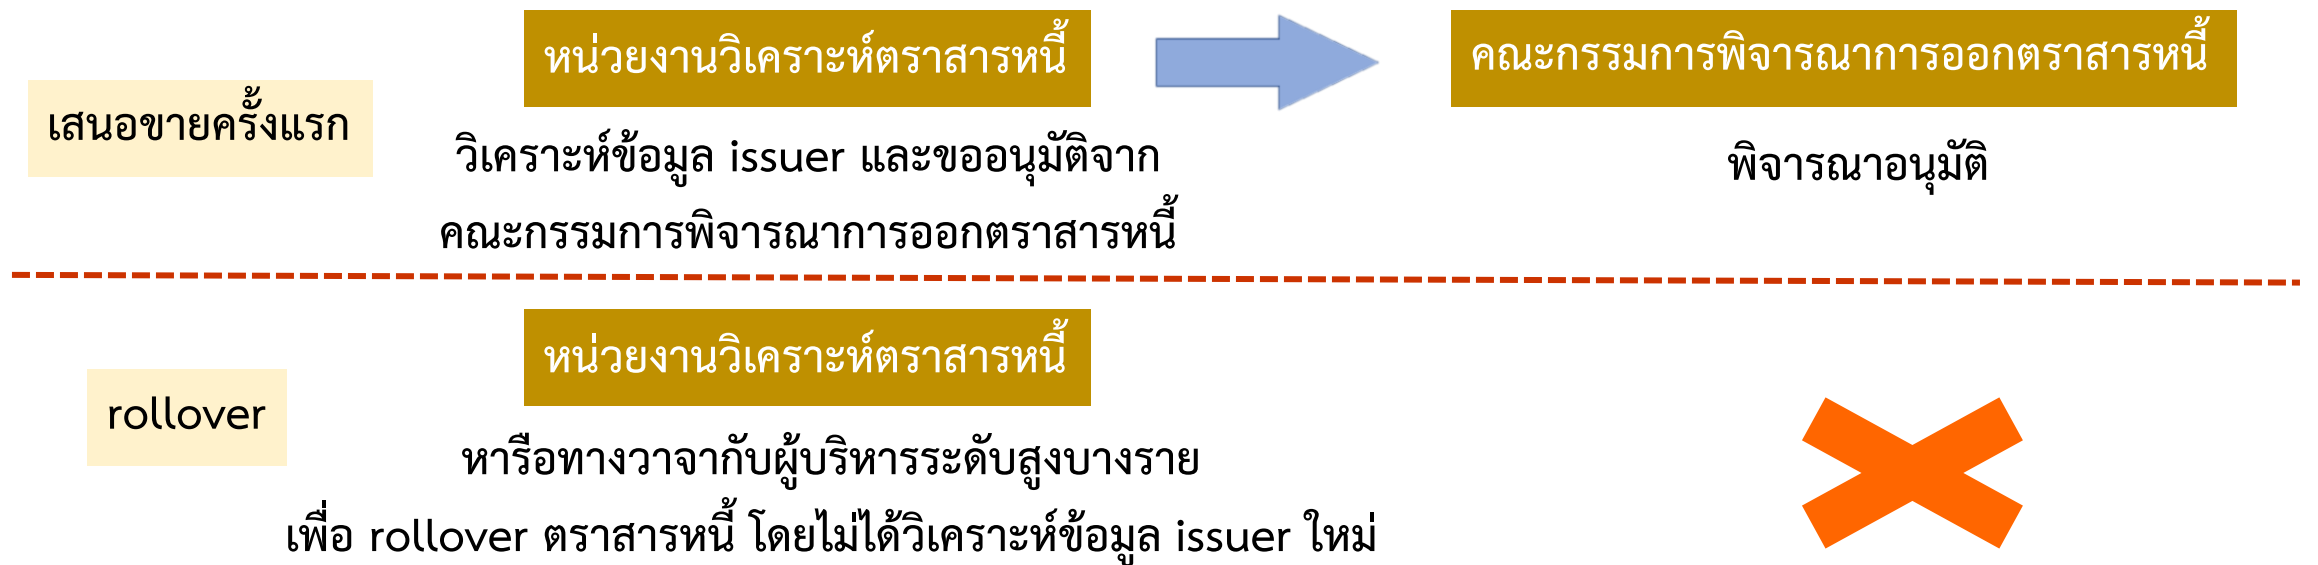 หน่วยงานวิเคราะห์ตราสารหนี้
คณะกรรมการพิจารณาการออกตราสารหนี้
เสนอขายครั้งแรก
วิเคราะห์ข้อมูล issuer และขออนุมัติจาก
คณะกรรมการพิจารณาการออกตราสารหนี้
พิจารณาอนุมัติ
หน่วยงานวิเคราะห์ตราสารหนี้
rollover
หารือทางวาจากับผู้บริหารระดับสูงบางราย
เพื่อ rollover ตราสารหนี้ โดยไม่ได้วิเคราะห์ข้อมูล issuer ใหม่